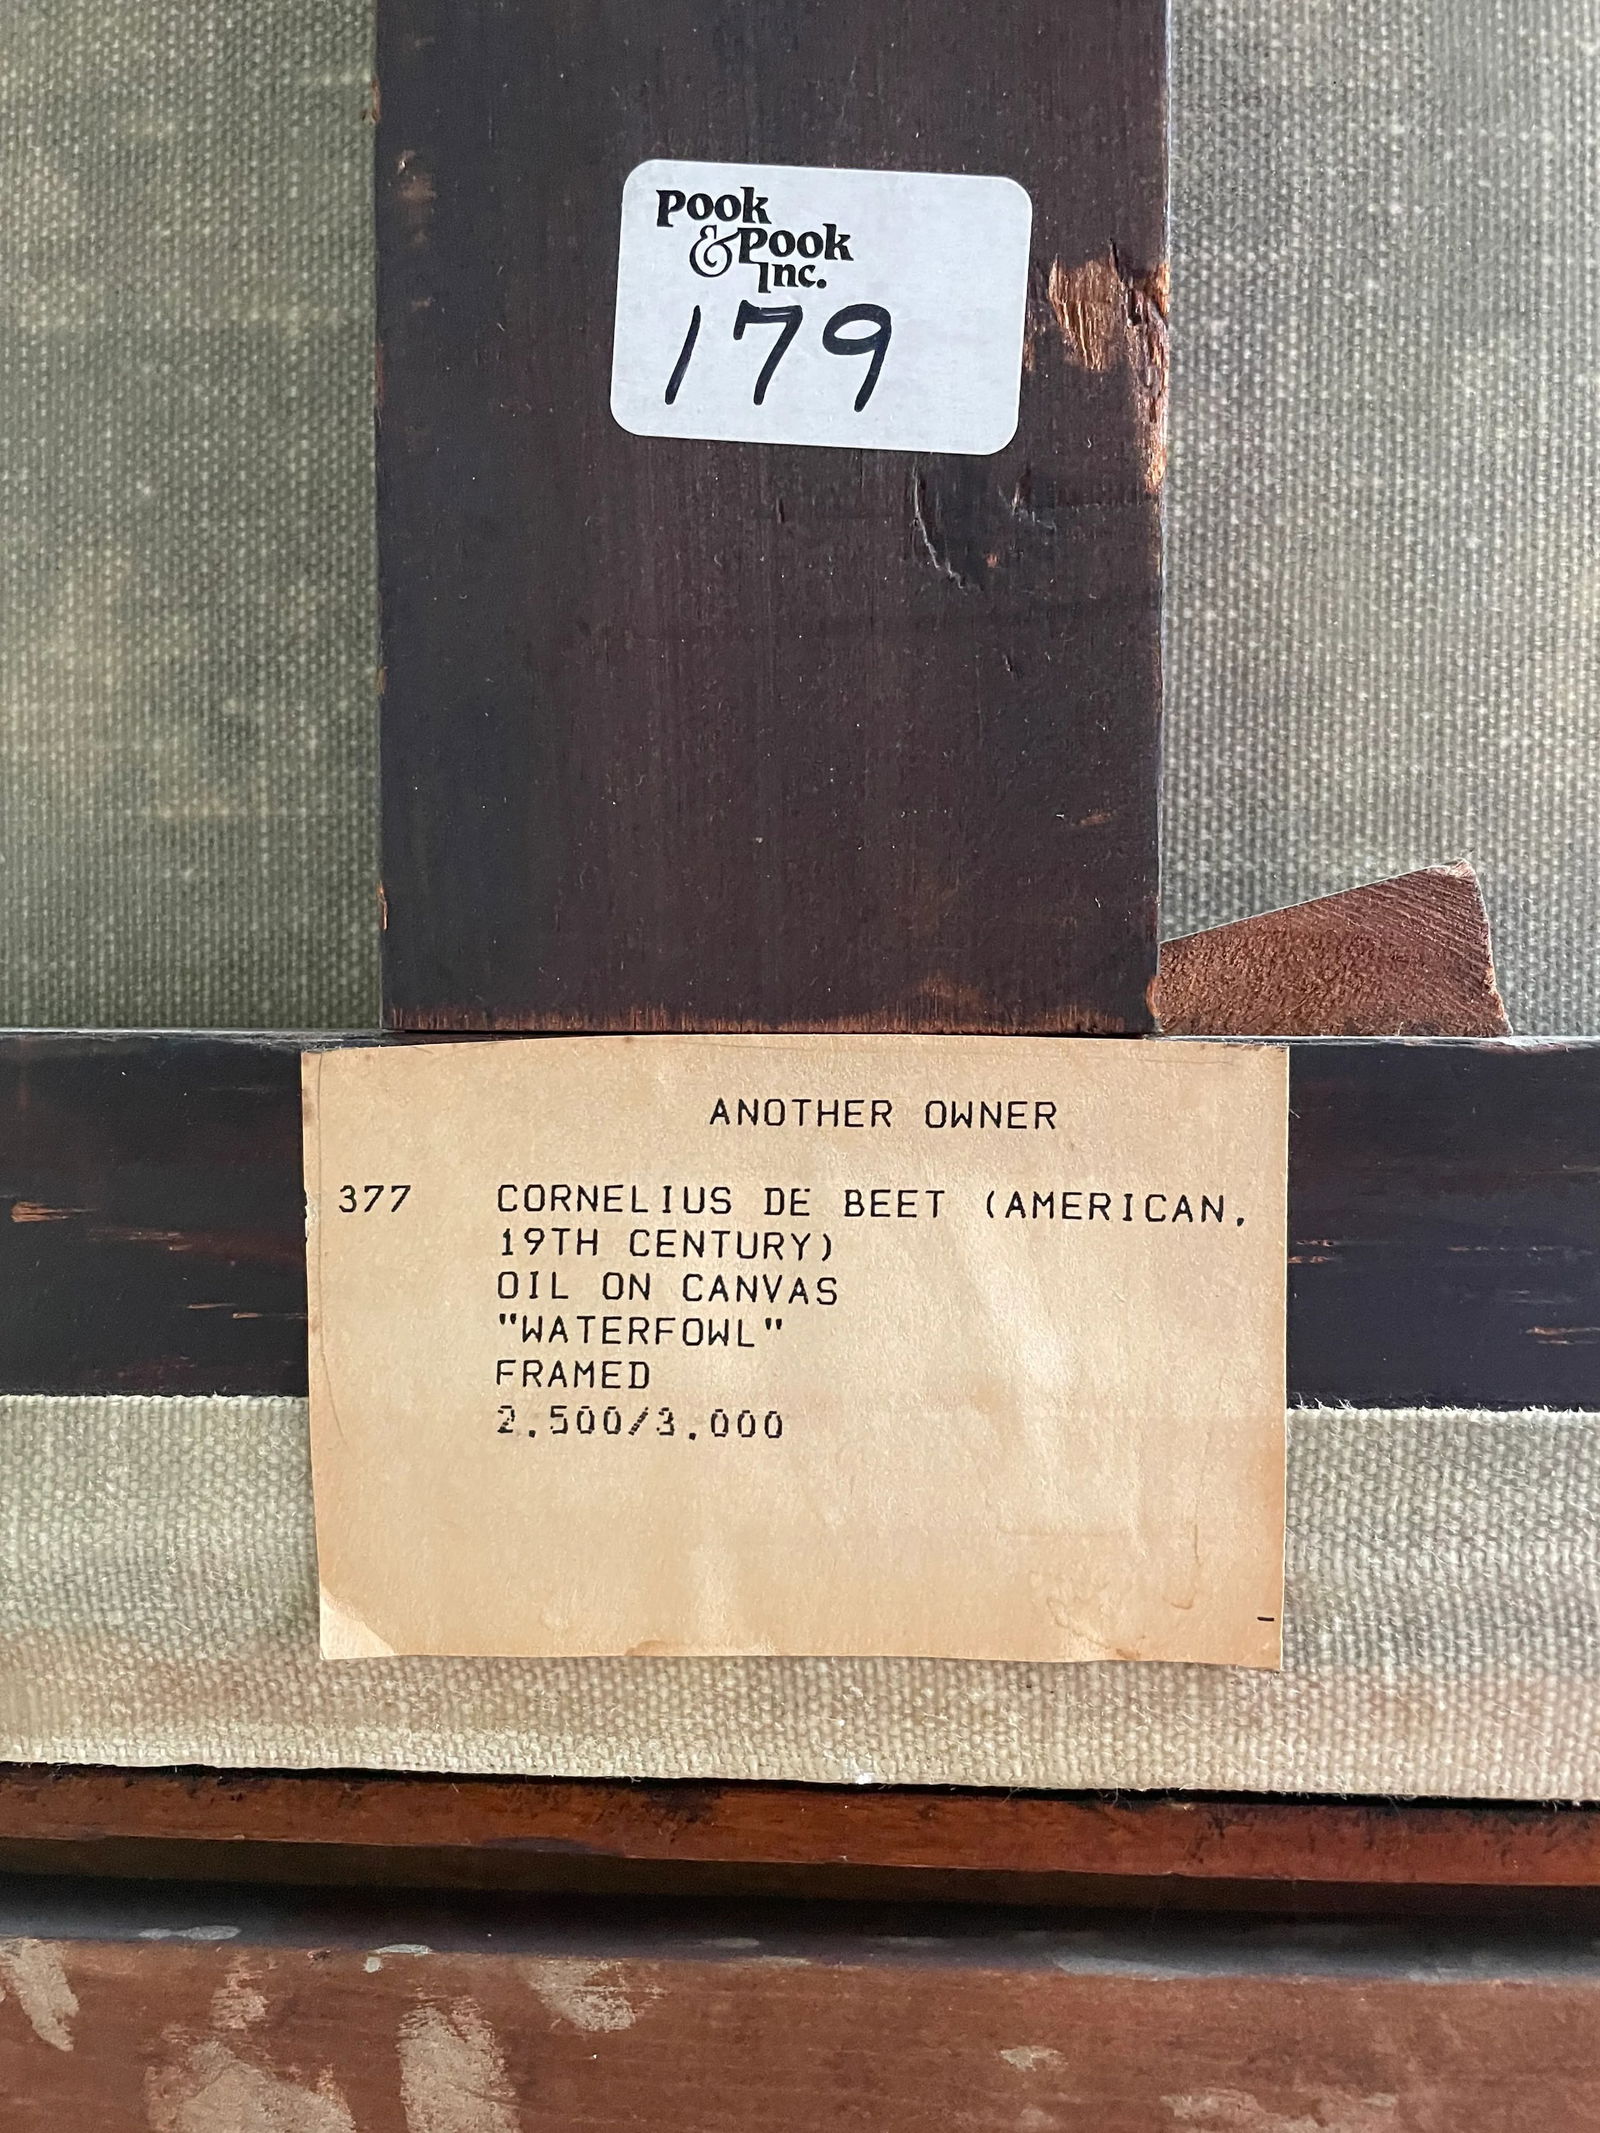 Pook
& Pook
Inc.
179
ANOTHER OWNER
377 CORNELIUS DE BEET (AMERICAN,
19TH CENTURY)
OIL ON CANVAS
"WATERFOWL"
FRAMED
2,500/3,000